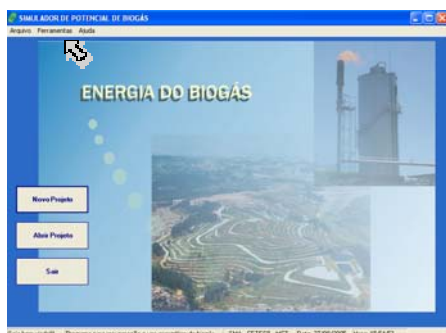 SIMULADOR DE POTENCIAL DE BIOGÁS
Arquivo Ferramentas Ajuda
ENERGIA DO BIOGÁS
Novo Projeto
Abrir Projeto
Sair